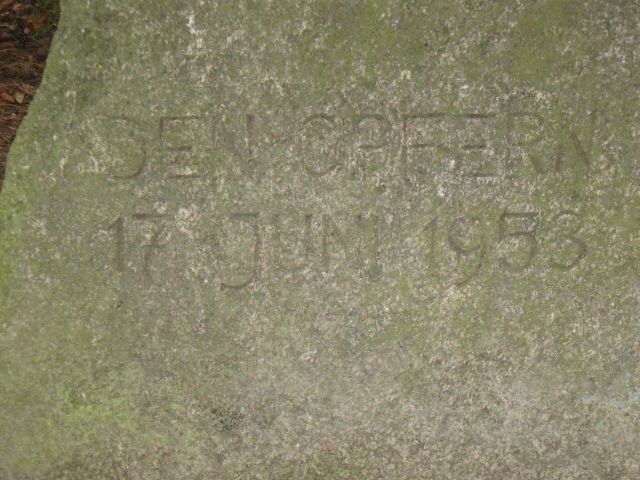 DEN OPFERN
17 JUNI 1953